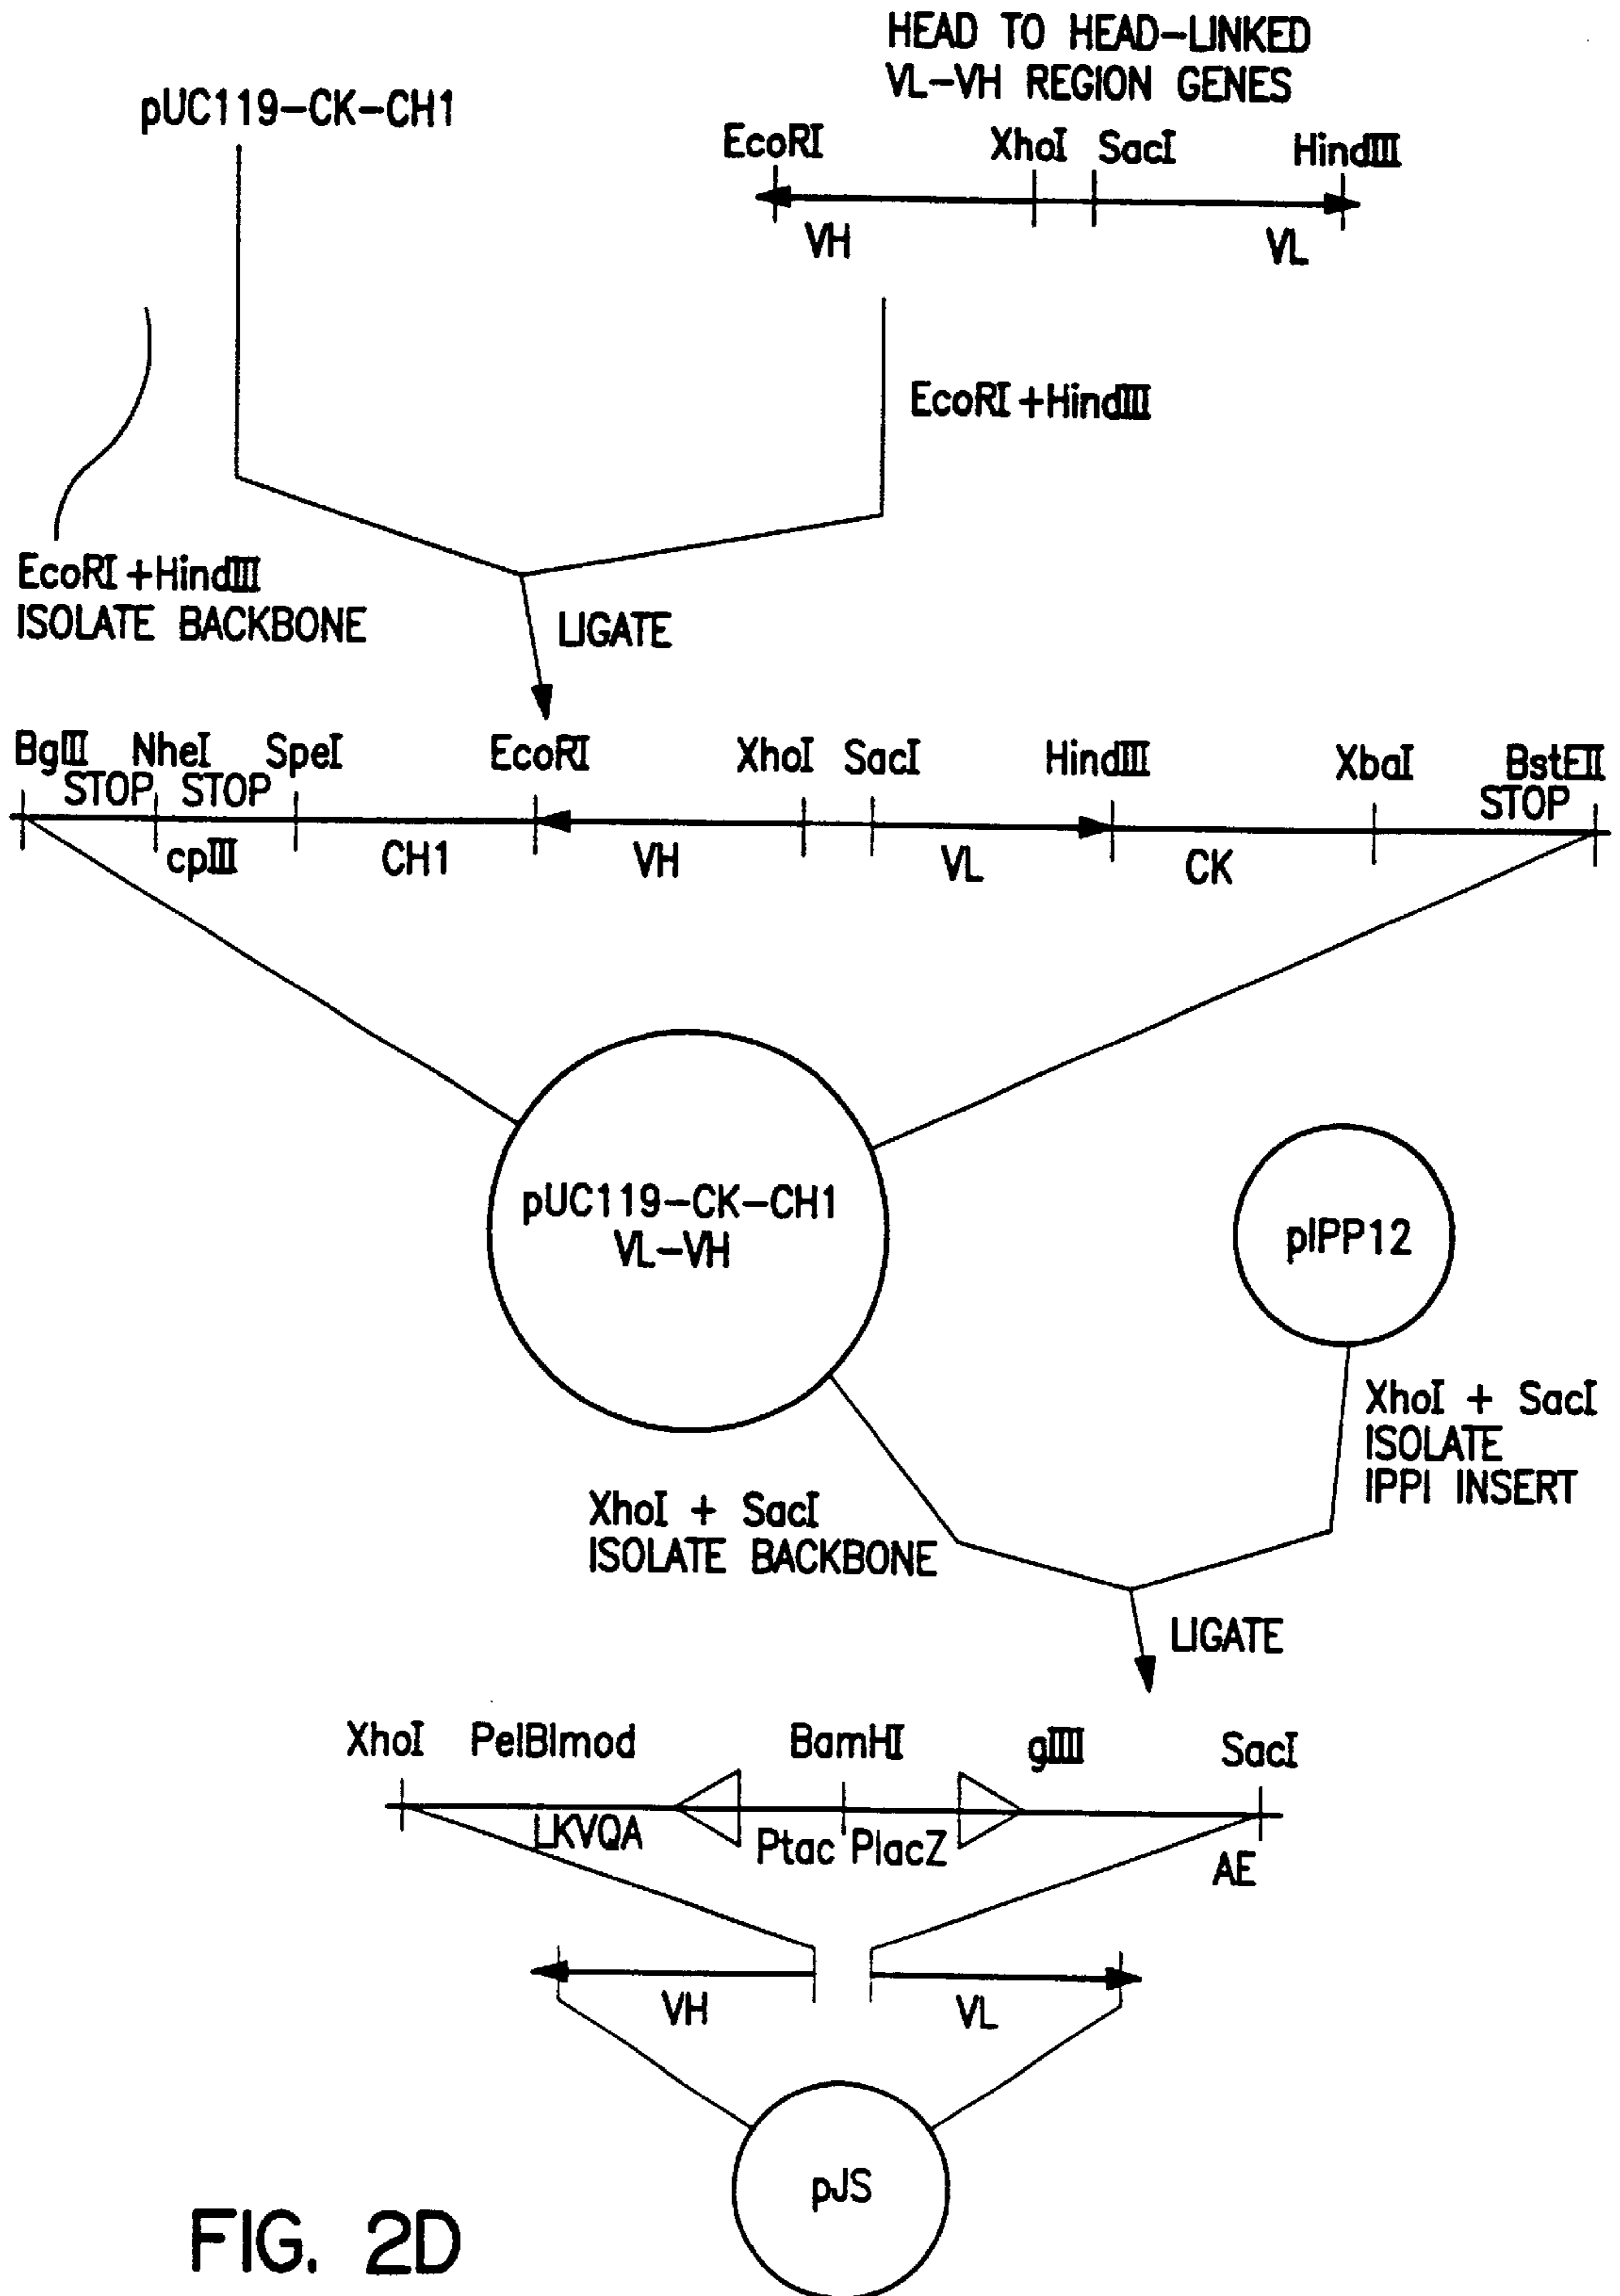 HEAD TO HEAD-LINKED
VL-VH REGION GENES
pUC119-CK-CH1
EcoRI XhoI SacI HindIII
VH VL
EcoRI+HindIII
EcoRI+HindIII
ISOLATE BACKBONE
LIGATE
BglII NheI SpeI EcoRI XhoI SacI HindIII XbaI BstEII
STOP STOP STOP
cpIII CH1 VH VL CK
pUC119-CK-CH1
VL-VH
pIPP12
XhoI + SacI
ISOLATE
IPPI INSERT
XhoI + SacI
ISOLATE BACKBONE
LIGATE
XhoI PelBlmod BamHI gIIII SacI
LKVQA Ptac PlacZ AE
VH VL
pJS
FIG. 2D